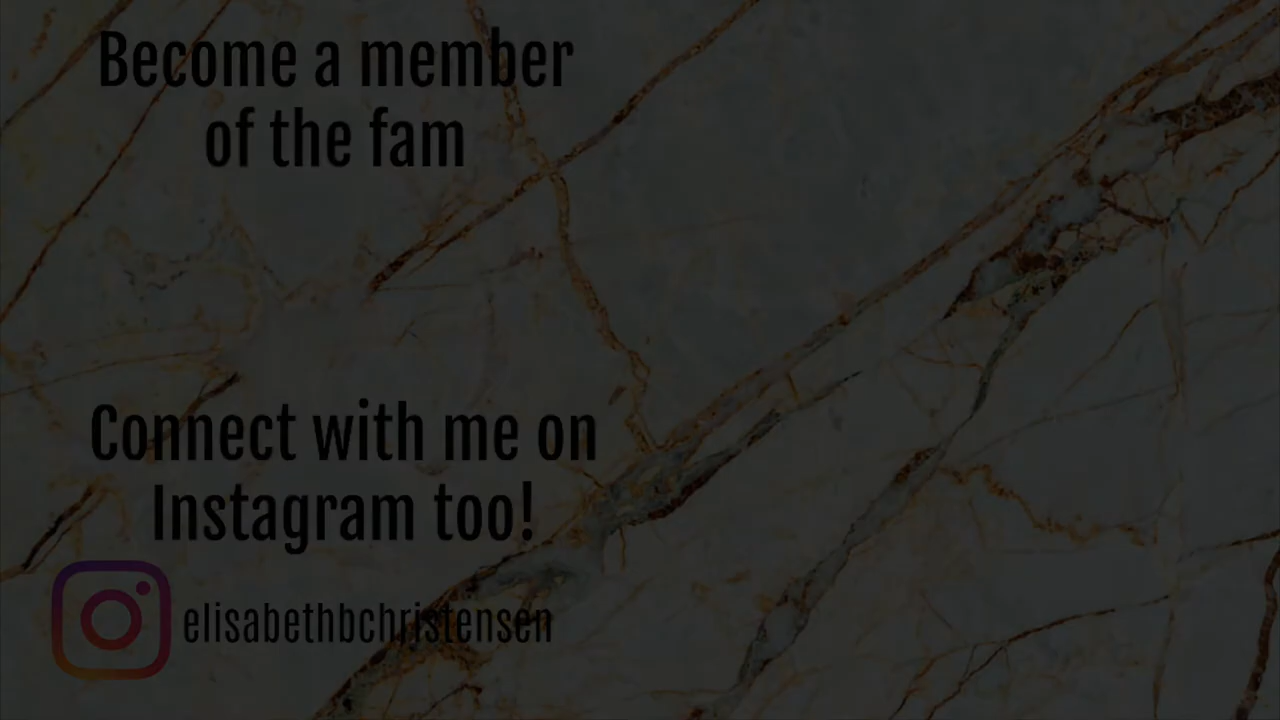 Become a member
of the fam
Connect with me on
Instagram too!
elisabethbchristensen